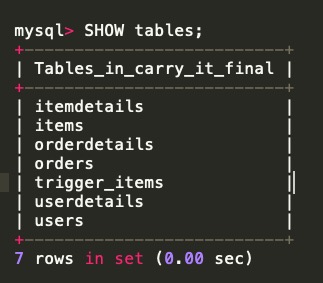 mysql> SHOW tables;
+---------------------------+
| Tables_in_carry_it_final |
+---------------------------+
| itemdetails |
| items |
| orderdetails |
| orders |
| trigger_items |
| userdetails |
| users |
+---------------------------+
7 rows in set (0.00 sec)